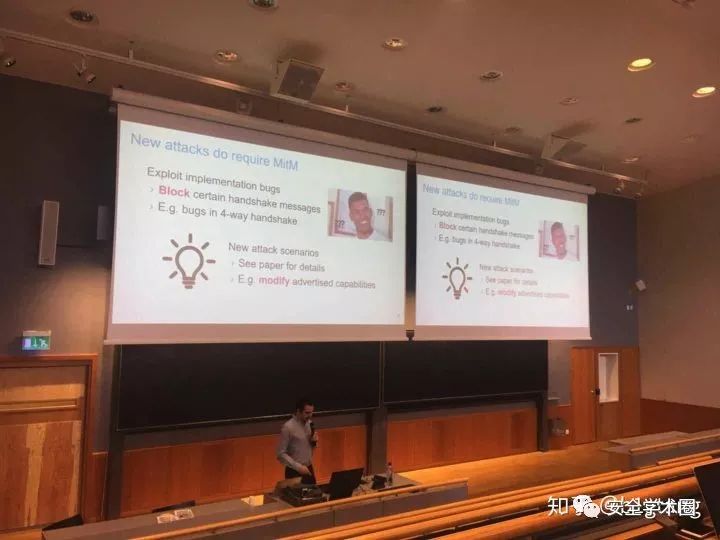 New attacks do require MitM
Exploit implementation bugs
› Block certain handshake messages
› E.g. bugs in 4-way handshake
???
???
New attack scenarios
› See paper for details
› E.g. modify advertised capabilities
New attacks do require MitM
Exploit implementation bugs
› Block certain handshake messages
› E.g. bugs in 4-way handshake
???
??
New attack scenarios
› See paper for details
› E.g. modify advertised capabilities
安全学术圈